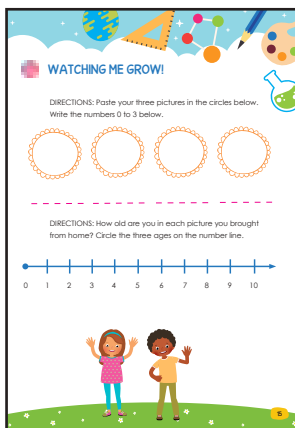 WATCHING ME GROW!
DIRECTIONS: Paste your three pictures in the circles below.
Write the numbers 0 to 3 below.
DIRECTIONS: How old are you in each picture you brought
from home? Circle the three ages on the number line.
0 1 2 3 4 5 6 7 8 9 10
15